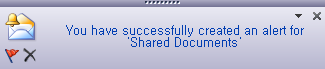 You have successfully created an alert for
'Shared Documents'